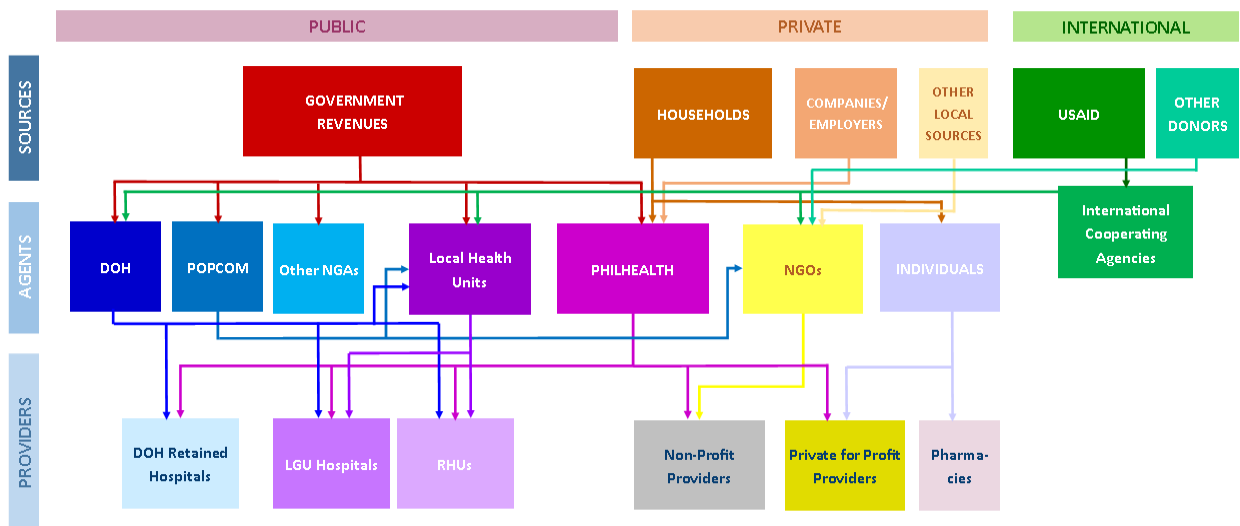 PUBLIC
PRIVATE
INTERNATIONAL
SOURCES
GOVERNMENT
REVENUES
HOUSEHOLDS
COMPANIES/
EMPLOYERS
OTHER
LOCAL
SOURCES
USAID
OTHER
DONORS
AGENTS
DOH
POPCOM
Other NGAs
Local Health
Units
PHILHEALTH
NGOs
INDIVIDUALS
International
Cooperating
Agencies
PROVIDERS
DOH Retained
Hospitals
LGU Hospitals
RHUs
Non-Profit
Providers
Private for Profit
Providers
Pharma-
cies